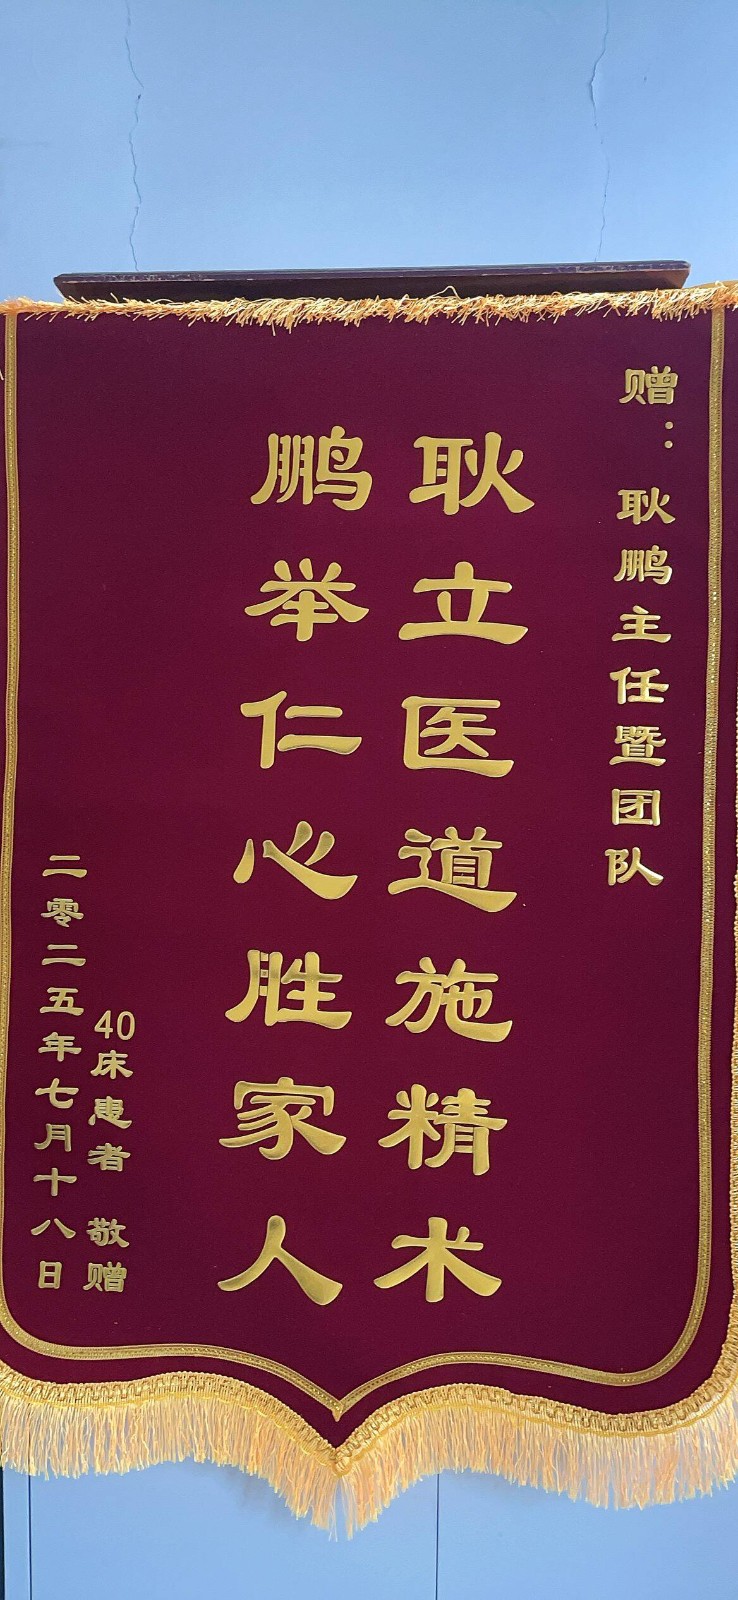 赠：耿鹏主任暨团队
耿立医道施精术
鹏举仁心胜家人
40床患者 敬赠
二零二五年七月十八日